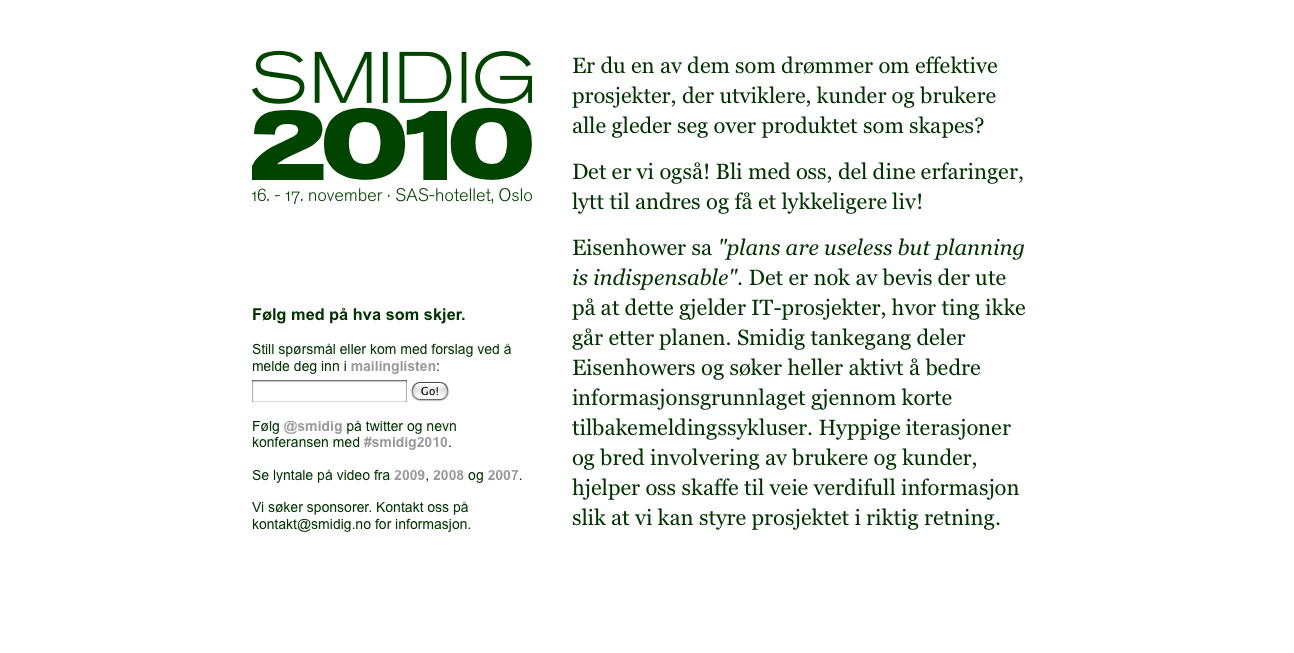 SMIDIG
2010
16. - 17. november · SAS-hotellet, Oslo
Følg med på hva som skjer.
Still spørsmål eller kom med forslag ved å
melde deg inn i mailinglisten:
Go!
Følg @smidig på twitter og nevn
konferansen med #smidig2010.
Se lyntale på video fra 2009, 2008 og 2007.
Vi søker sponsorer. Kontakt oss på
kontakt@smidig.no for informasjon.
Er du en av dem som drømmer om effektive
prosjekter, der utviklere, kunder og brukere
alle gleder seg over produktet som skapes?
Det er vi også! Bli med oss, del dine erfaringer,
lytt til andres og få et lykkeligere liv!
Eisenhower sa "plans are useless but planning
is indispensable". Det er nok av bevis der ute
på at dette gjelder IT-prosjekter, hvor ting ikke
går etter planen. Smidig tankegang deler
Eisenhowers og søker heller aktivt å bedre
informasjonsgrunnlaget gjennom korte
tilbakemeldingssykluser. Hyppige iterasjoner
og bred involvering av brukere og kunder,
hjelper oss skaffe til veie verdifull informasjon
slik at vi kan styre prosjektet i riktig retning.